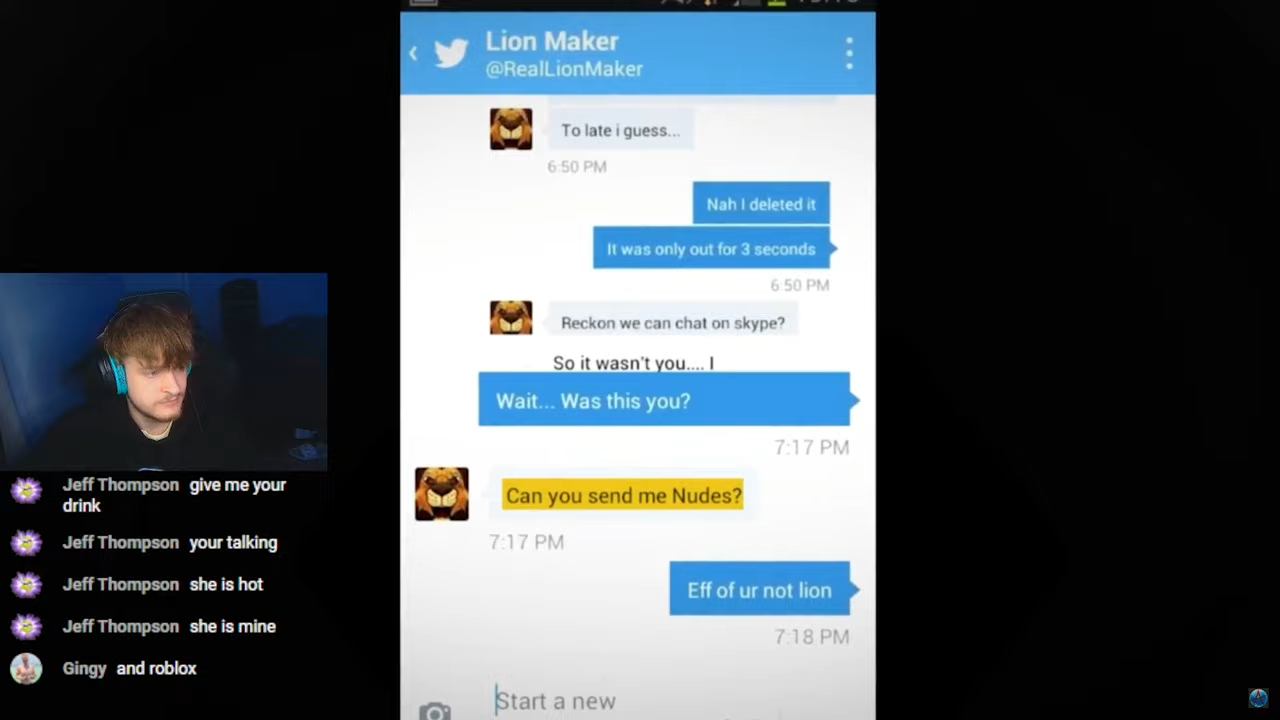 Lion Maker
@RealLionMaker
To late i guess...
6:50 PM
Nah I deleted it
It was only out for 3 seconds
6:50 PM
Reckon we can chat on skype?
So it wasn't you.... I
Wait... Was this you?
7:17 PM
Can you send me Nudes?
7:17 PM
Eff of ur not lion
7:18 PM
Start a new
Jeff Thompson give me your
drink
Jeff Thompson your talking
Jeff Thompson she is hot
Jeff Thompson she is mine
Gingy and roblox